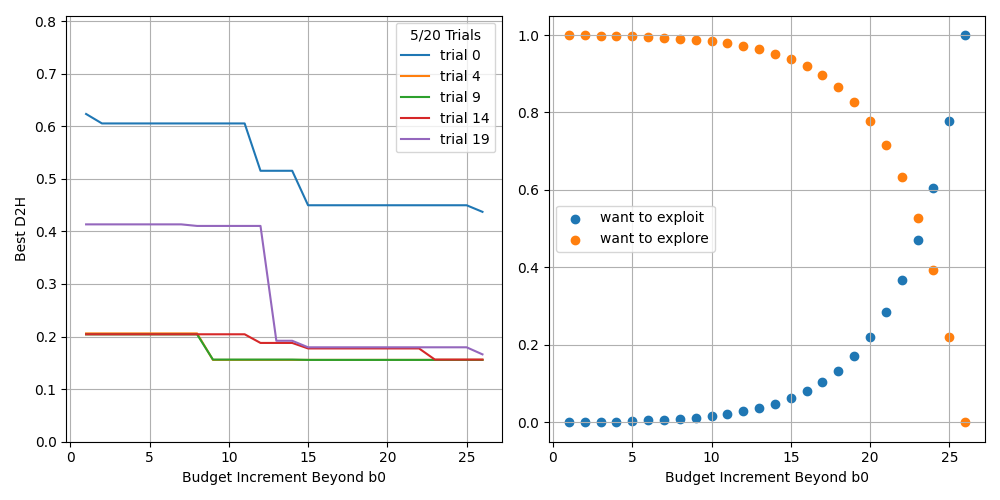 0.8
0.7
0.6
0.5
0.4
0.3
0.2
0.1
0.0
Best D2H
0 5 10 15 20 25
Budget Increment Beyond b0
5/20 Trials
trial 0
trial 4
trial 9
trial 14
trial 19
1.0
0.8
0.6
0.4
0.2
0.0
0 5 10 15 20 25
Budget Increment Beyond b0
want to exploit
want to explore